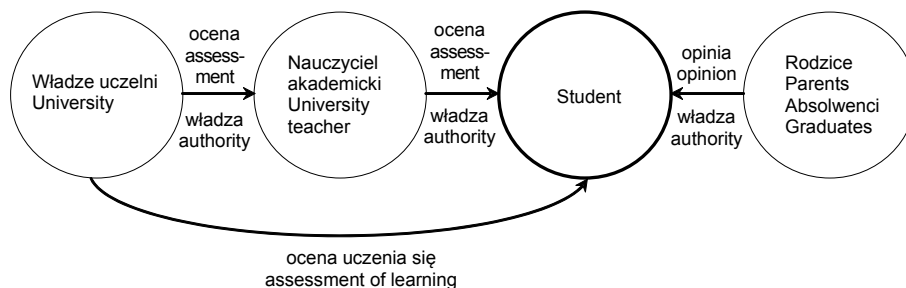 Władze uczelni
University
ocena
assess-
ment
władza
authority
Nauczyciel
akademicki
University
teacher
ocena
assess-
ment
władza
authority
Student
opinia
opinion
władza
authority
Rodzice
Parents
Absolwenci
Graduates
ocena uczenia się
assessment of learning